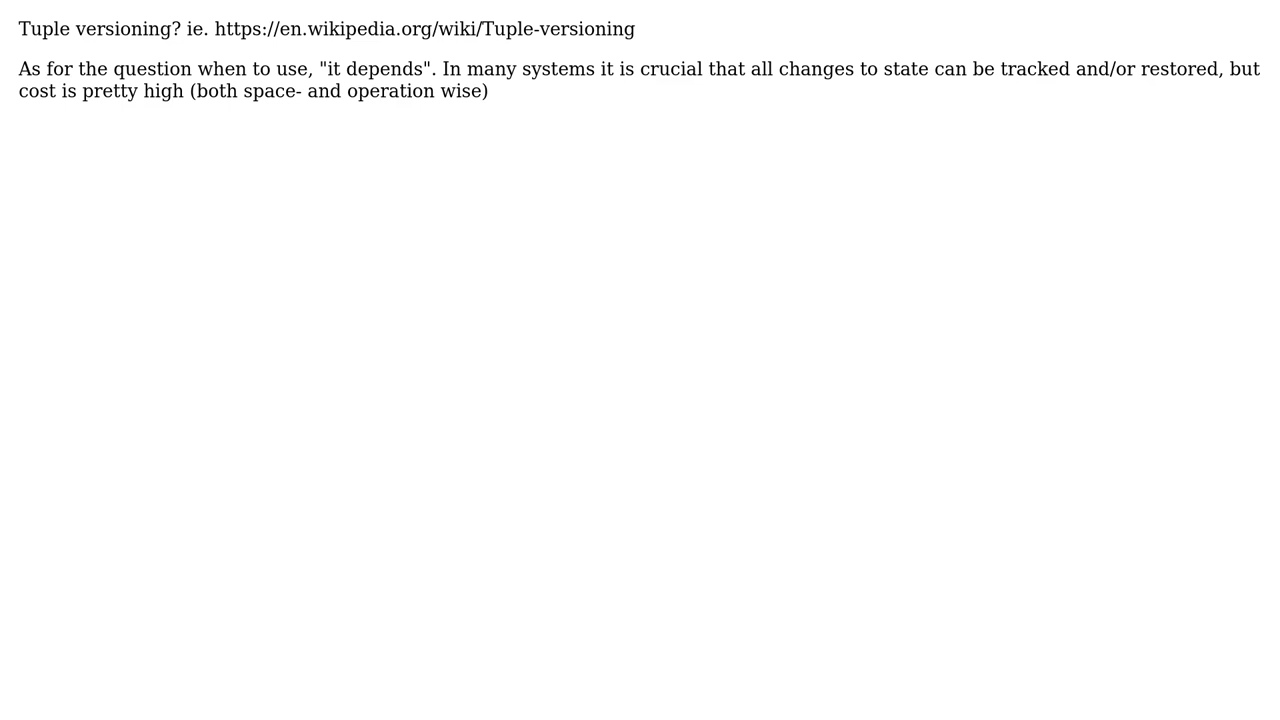 Tuple versioning? ie. https://en.wikipedia.org/wiki/Tuple-versioning
As for the question when to use, "it depends". In many systems it is crucial that all changes to state can be tracked and/or restored, but
cost is pretty high (both space- and operation wise)